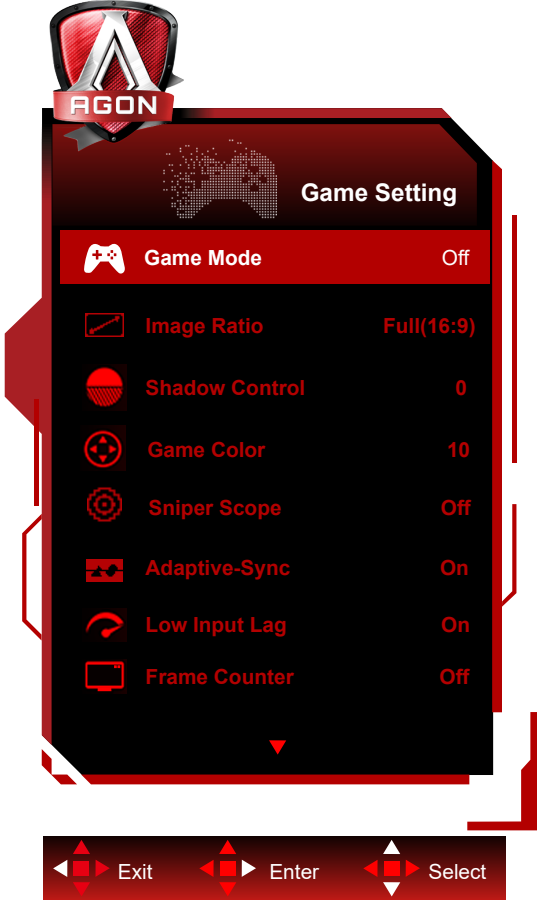 AGON
Game Setting
Game Mode Off
Image Ratio Full(16:9)
Shadow Control 0
Game Color 10
Sniper Scope Off
Adaptive-Sync On
Low Input Lag On
Frame Counter Off
Exit Enter Select